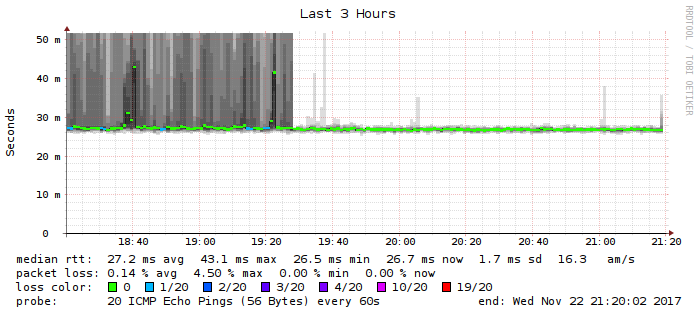 Last 3 Hours
RRDTOOL / TOBI OETIKER
Seconds
50 m
40 m
30 m
20 m
10 m
0
18:40 19:00 19:20 19:40 20:00 20:20 20:40 21:00 21:20
median rtt: 27.2 ms avg 43.1 ms max 26.5 ms min 26.7 ms now 1.7 ms sd 16.3 am/s
packet loss: 0.14 % avg 4.50 % max 0.00 % min 0.00 % now
loss color: 0 1/20 2/20 3/20 4/20 10/20 19/20
probe: 20 ICMP Echo Pings (56 Bytes) every 60s end: Wed Nov 22 21:20:02 2017